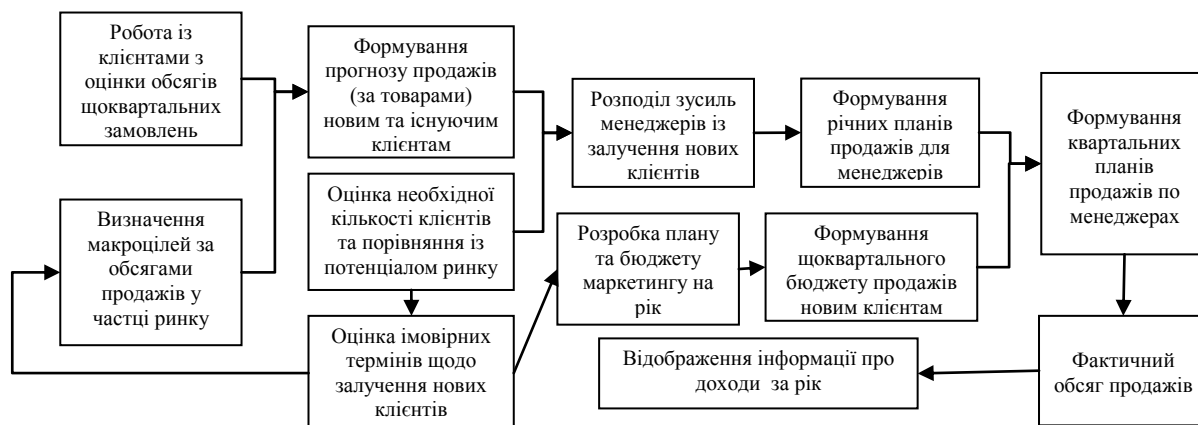 Робота із
клієнтами з
оцінки обсягів
щоквартальних
замовлень
Формування
прогнозу продажів
(за товарами)
новим та існуючим
клієнтам
Розподіл зусиль
менеджерів із
залучення нових
клієнтів
Формування
річних планів
продажів для
менеджерів
Формування
квартальних
планів
продажів по
менеджерах
Визначення
макроцілей за
обсягами
продажів у
частці ринку
Оцінка необхідної
кількості клієнтів
та порівняння із
потенціалом ринку
Розробка плану
та бюджету
маркетингу на
рік
Формування
щоквартального
бюджету продажів
новим клієнтам
Оцінка імовірних
термінів щодо
залучення нових
клієнтів
Відображення інформації про
доходи за рік
Фактичний
обсяг продажів